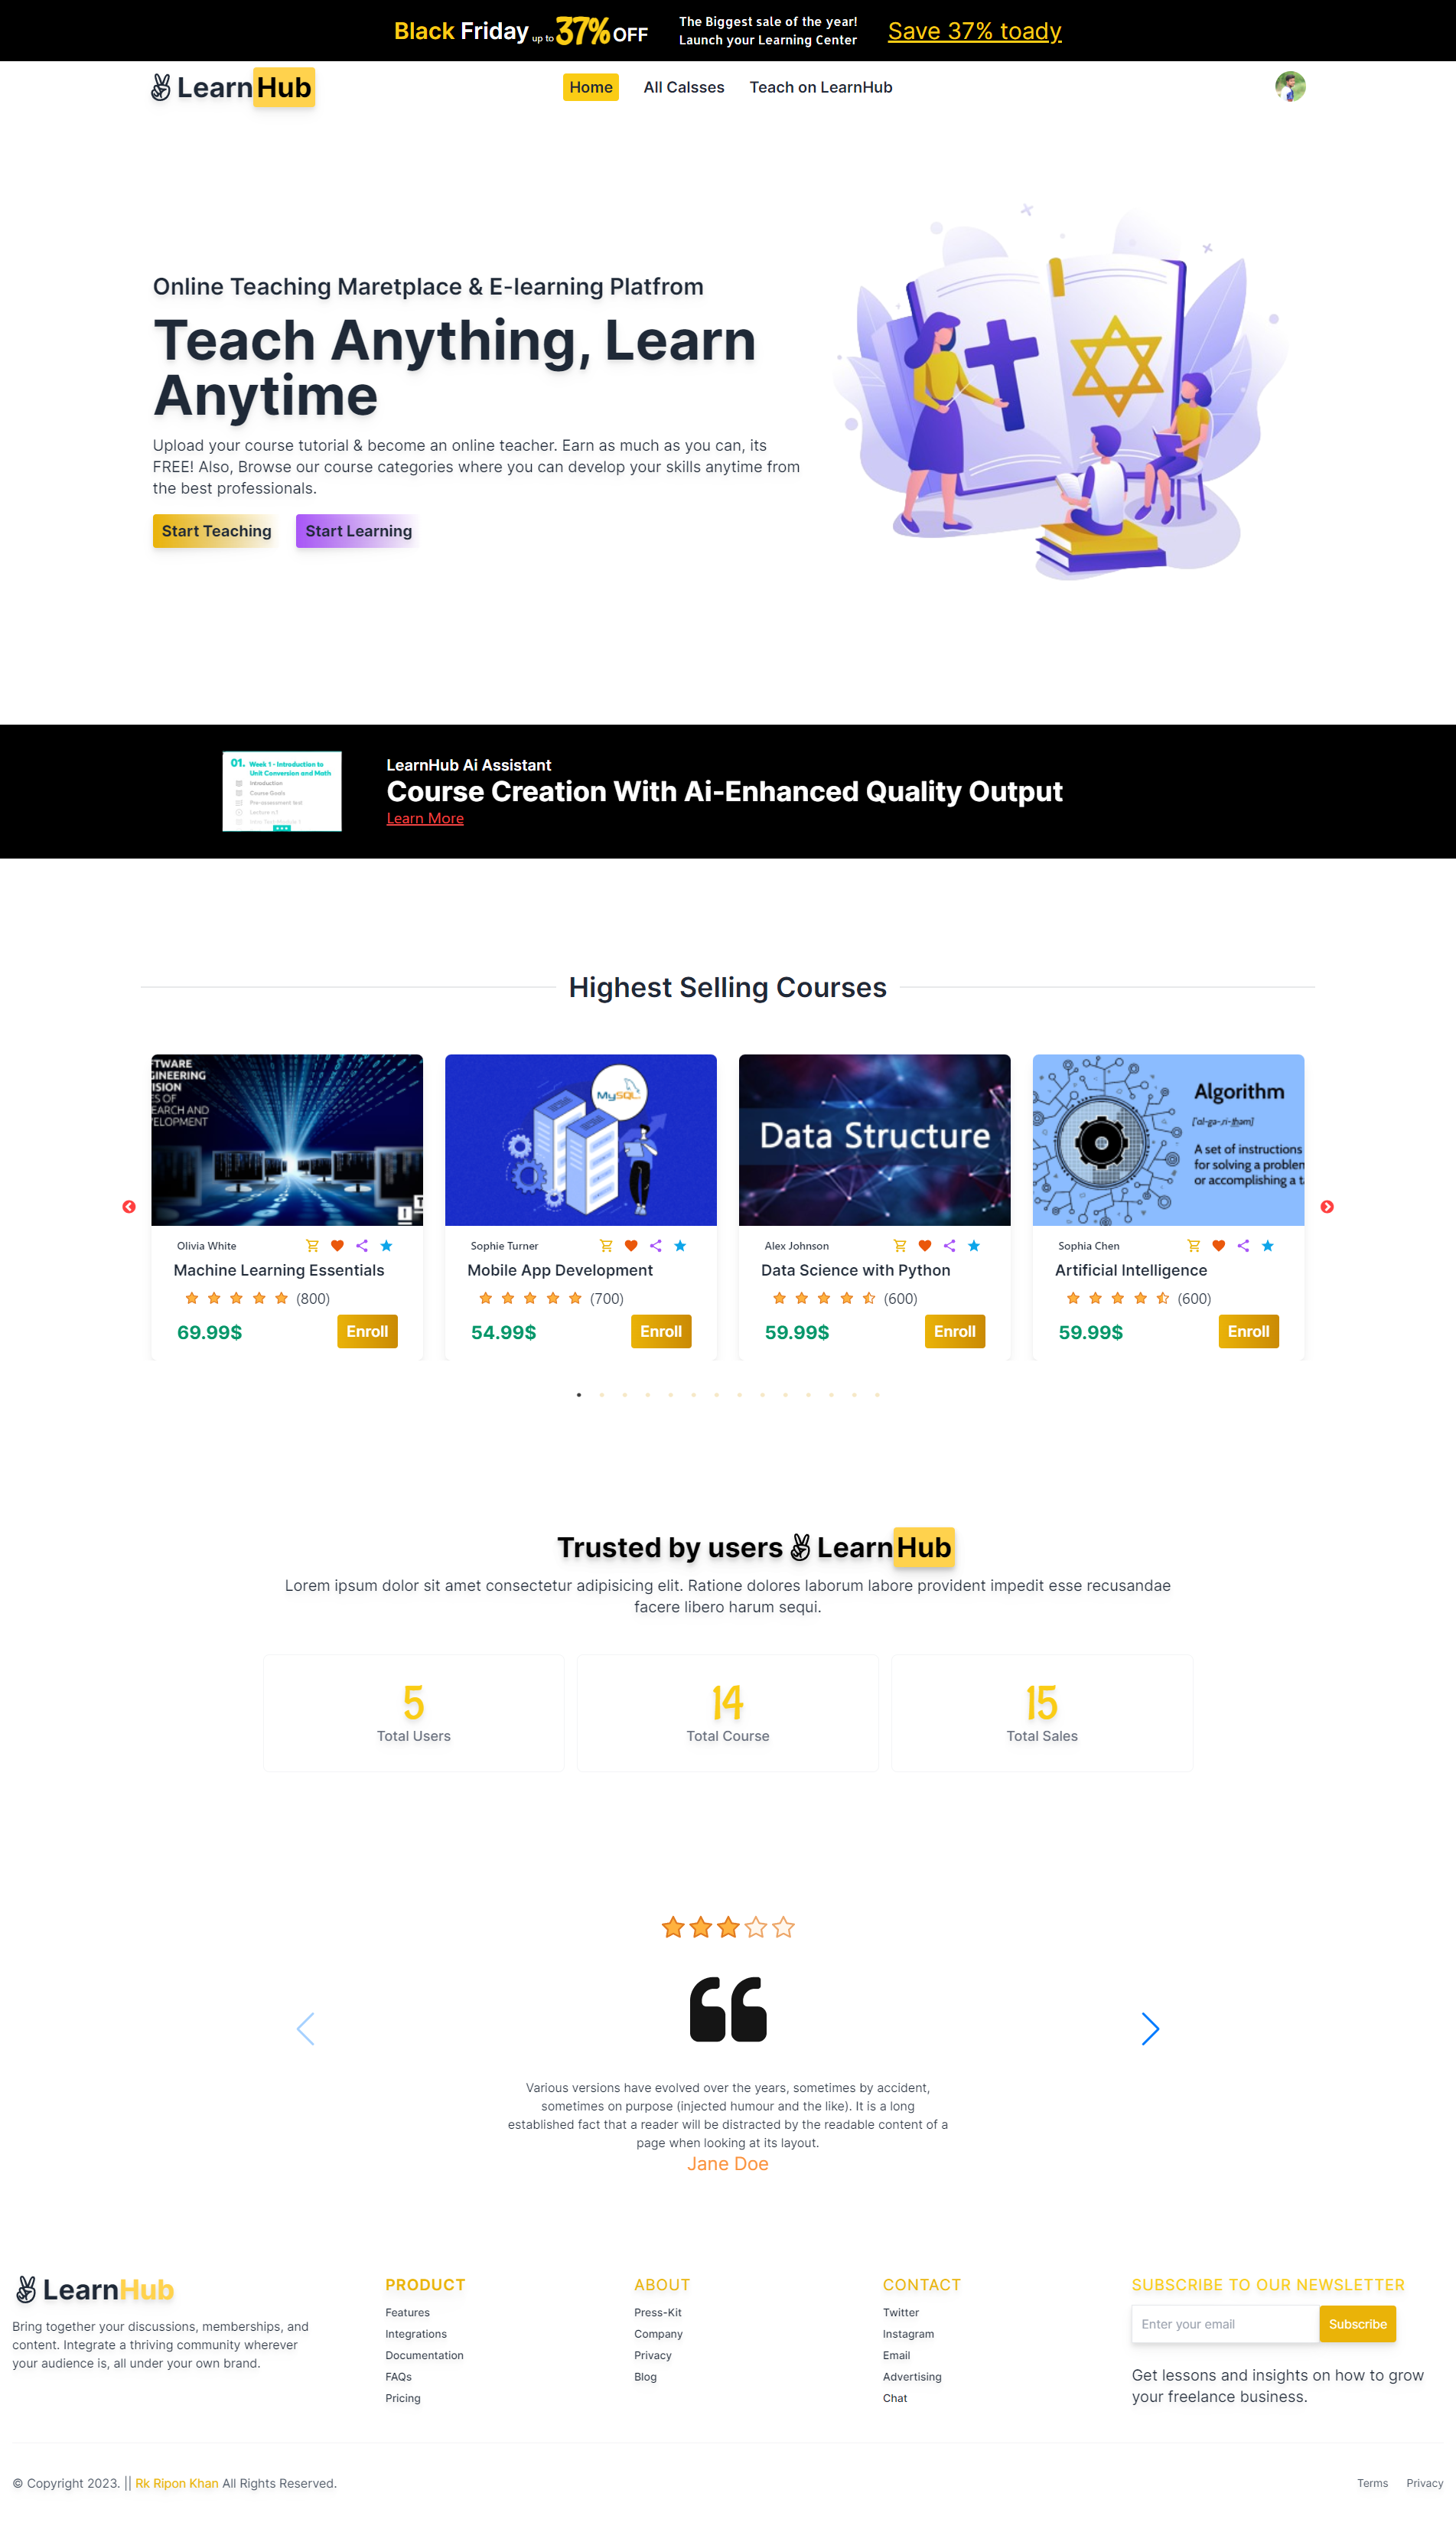 Black Friday up to 37% OFF
The Biggest sale of the year!
Launch your Learning Center
Save 37% toady
LearnHub
Home
All Calsses
Teach on LearnHub
Online Teaching Maretplace & E-learning Platfrom
Teach Anything, Learn
Anytime
Upload your course tutorial & become an online teacher. Earn as much as you can, its
FREE! Also, Browse our course categories where you can develop your skills anytime from
the best professionals.
Start Teaching
Start Learning
01. Week 1 - Introduction to
Unit Conversion and Math
Introduction
Course Goals
Pre-assessment test
LearnHub Ai Assistant
Course Creation With Ai-Enhanced Quality Output
Learn More
Highest Selling Courses
TWARE
GINEERING
ISION
ES OF
EARCH AND
ELOPMENT
MySQL
Data Structure
Algorithm
['al-gə-ri-thəm]
A set of instructions
for solving a problem
or accomplishing a t
Olivia White
Machine Learning Essentials
(800)
69.99$
Enroll
Sophie Turner
Mobile App Development
(700)
54.99$
Enroll
Alex Johnson
Data Science with Python
(600)
59.99$
Enroll
Sophia Chen
Artificial Intelligence
(600)
59.99$
Enroll
Trusted by users LearnHub
Lorem ipsum dolor sit amet consectetur adipisicing elit. Ratione dolores laborum labore provident impedit esse recusandae
facere libero harum sequi.
5
Total Users
14
Total Course
15
Total Sales
Various versions have evolved over the years, sometimes by accident,
sometimes on purpose (injected humour and the like). It is a long
established fact that a reader will be distracted by the readable content of a
page when looking at its layout.
Jane Doe
LearnHub
Bring together your discussions, memberships, and
content. Integrate a thriving community wherever
your audience is, all under your own brand.
PRODUCT
Features
Integrations
Documentation
FAQs
Pricing
ABOUT
Press-Kit
Company
Privacy
Blog
CONTACT
Twitter
Instagram
Email
Advertising
Chat
SUBSCRIBE TO OUR NEWSLETTER
Enter your email
Subscribe
Get lessons and insights on how to grow
your freelance business.
© Copyright 2023. || Rk Ripon Khan All Rights Reserved.
Terms
Privacy